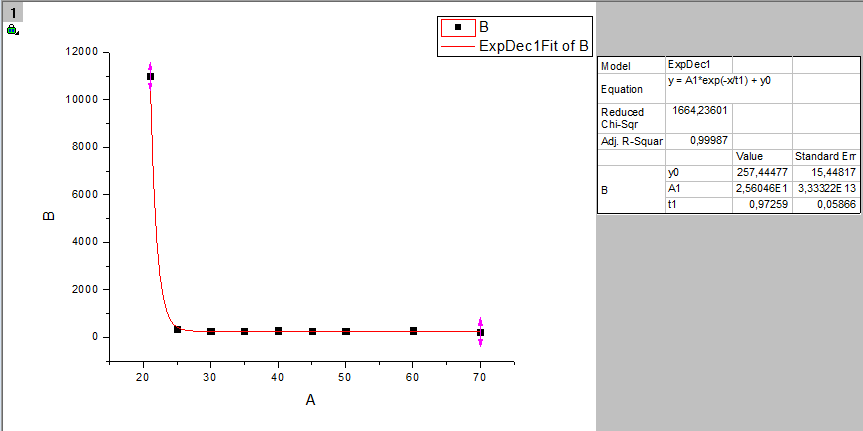 1
B
ExpDec1Fit of B
12000
10000
8000
6000
4000
2000
0
B
20
30
40
50
60
70
A
Model ExpDec1
Equation y = A1*exp(-x/t1) + y0
Reduced
Chi-Sqr 1664,23601
Adj. R-Squar 0,99987
Value Standard Err
B y0 257,44477 15,44817
A1 2,56046E1 3,33322E13
t1 0,97259 0,05866